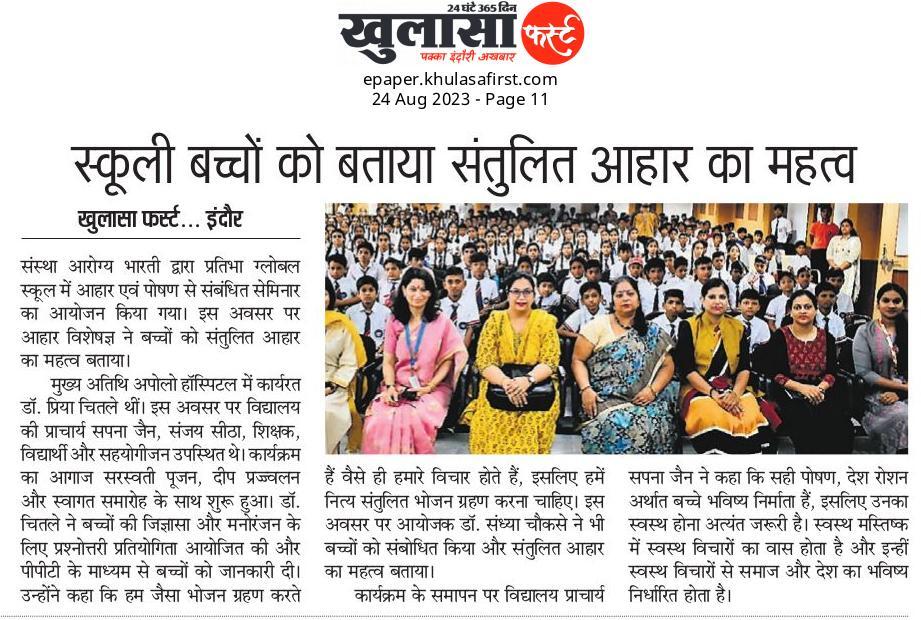 24 घंटे 365 दिन
खुलासा फर्स्ट
पक्का इंदौरी अखबार
epaper.khulasafirst.com
24 Aug 2023 - Page 11
स्कूली बच्चों को बताया संतुलित आहार का महत्व
खुलासा फर्स्ट... इंदौर
संस्था आरोग्य भारती द्वारा प्रतिभा ग्लोबल
स्कूल में आहार एवं पोषण से संबंधित सेमिनार
का आयोजन किया गया। इस अवसर पर
आहार विशेषज्ञ ने बच्चों को संतुलित आहार
का महत्व बताया।
मुख्य अतिथि अपोलो हॉस्पिटल में कार्यरत
डॉ. प्रिया चितले थीं। इस अवसर पर विद्यालय
की प्राचार्य सपना जैन, संजय सीठा, शिक्षक,
विद्यार्थी और सहयोगीजन उपस्थित थे। कार्यक्रम
का आगाज सरस्वती पूजन, दीप प्रज्ज्वलन
और स्वागत समारोह के साथ शुरू हुआ। डॉ.
चितले ने बच्चों की जिज्ञासा और मनोरंजन के
लिए प्रश्नोत्तरी प्रतियोगिता आयोजित की और
पीपीटी के माध्यम से बच्चों को जानकारी दी।
उन्होंने कहा कि हम जैसा भोजन ग्रहण करते
हैं वैसे ही हमारे विचार होते हैं, इसलिए हमें
नित्य संतुलित भोजन ग्रहण करना चाहिए। इस
अवसर पर आयोजक डॉ. संध्या चौकसे ने भी
बच्चों को संबोधित किया और संतुलित आहार
का महत्व बताया।
कार्यक्रम के समापन पर विद्यालय प्राचार्य
सपना जैन ने कहा कि सही पोषण, देश रोशन
अर्थात बच्चे भविष्य निर्माता हैं, इसलिए उनका
स्वस्थ होना अत्यंत जरूरी है। स्वस्थ मस्तिष्क
में स्वस्थ विचारों का वास होता है और इन्हीं
स्वस्थ विचारों से समाज और देश का भविष्य
निर्धारित होता है।